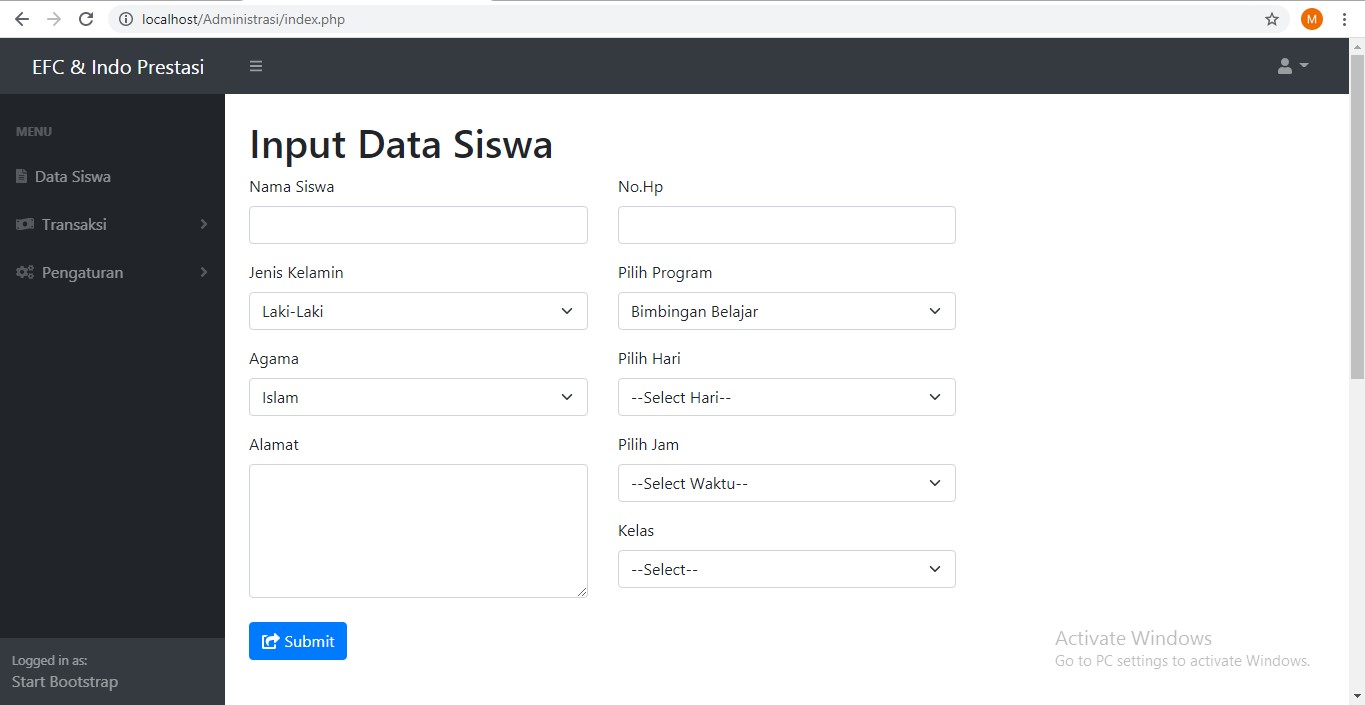 localhost/Administrasi/index.php
M
EFC & Indo Prestasi
MENU
Data Siswa
Transaksi
Pengaturan
Logged in as:
Start Bootstrap
Input Data Siswa
Nama Siswa
No.Hp
Jenis Kelamin
Pilih Program
Laki-Laki
Bimbingan Belajar
Agama
Pilih Hari
Islam
--Select Hari--
Alamat
Pilih Jam
--Select Waktu--
Kelas
--Select--
Submit
Activate Windows
Go to PC settings to activate Windows.